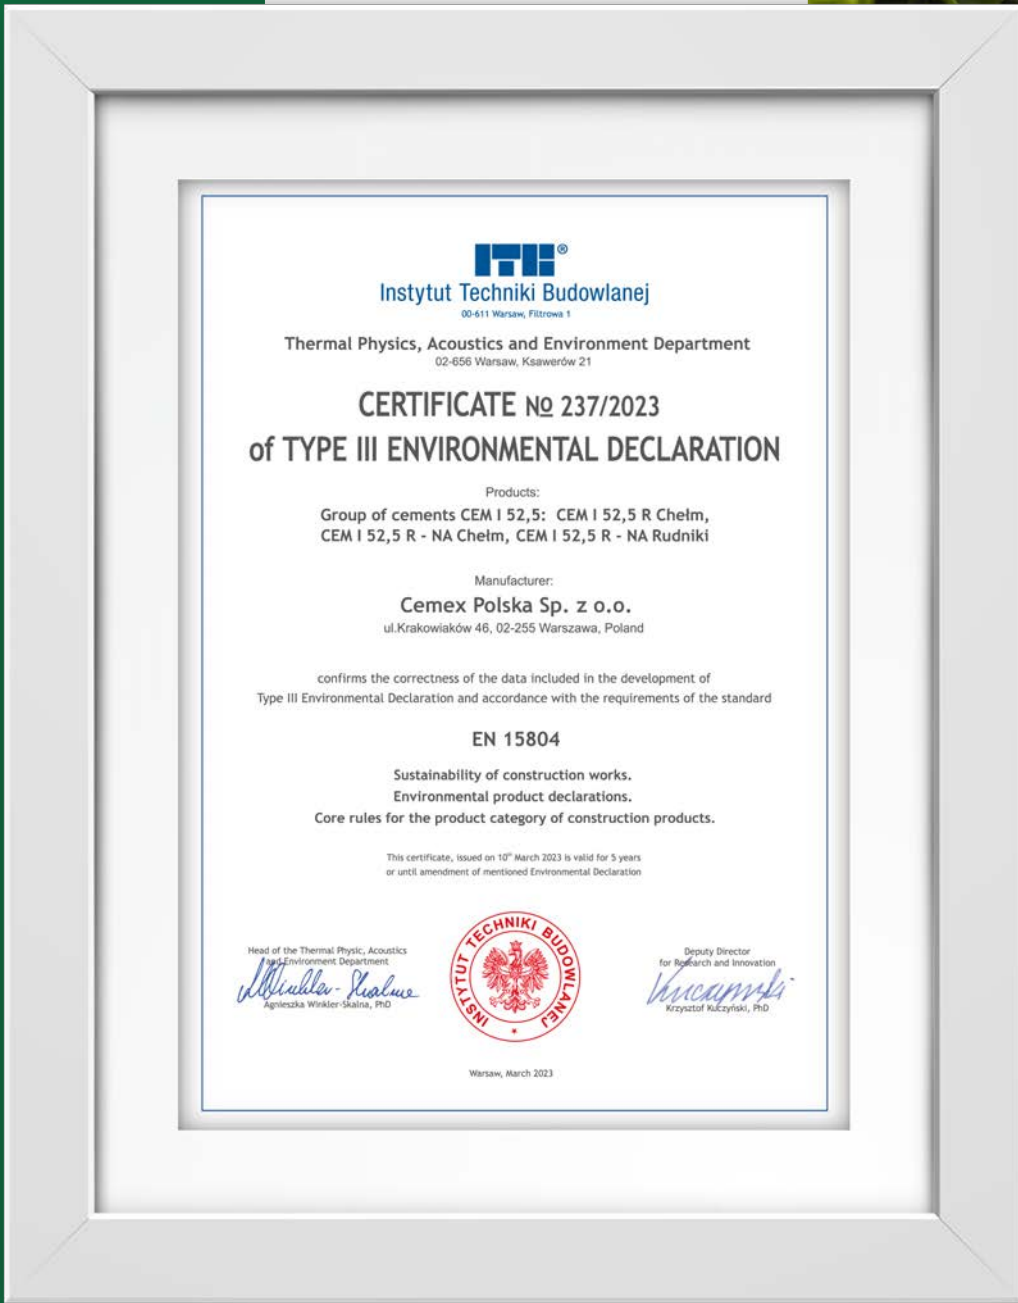 ITB®
Instytut Techniki Budowlanej
00-611 Warsaw, Filtrowa 1
Thermal Physics, Acoustics and Environment Department
02-656 Warsaw, Ksawerów 21
CERTIFICATE № 237/2023
of TYPE III ENVIRONMENTAL DECLARATION
Products:
Group of cements CEM I 52,5: CEM I 52,5 R Chełm,
CEM I 52,5 R - NA Chełm, CEM I 52,5 R - NA Rudniki
Manufacturer:
Cemex Polska Sp. z o.o.
ul.Krakowiaków 46, 02-255 Warszawa, Poland
confirms the correctness of the data included in the development of
Type III Environmental Declaration and accordance with the requirements of the standard
EN 15804
Sustainability of construction works.
Environmental product declarations.
Core rules for the product category of construction products.
This certificate, issued on 10th March 2023 is valid for 5 years
or until amendment of mentioned Environmental Declaration
Head of the Thermal Physic, Acoustics
and Environment Department
Winkler-Skalna
Agnieszka Winkler-Skalna, PhD
INSTYTUT TECHNIKI BUDOWLANEJ
Deputy Director
for Research and Innovation
Kuczyński
Krzysztof Kuczyński, PhD
Warsaw, March 2023